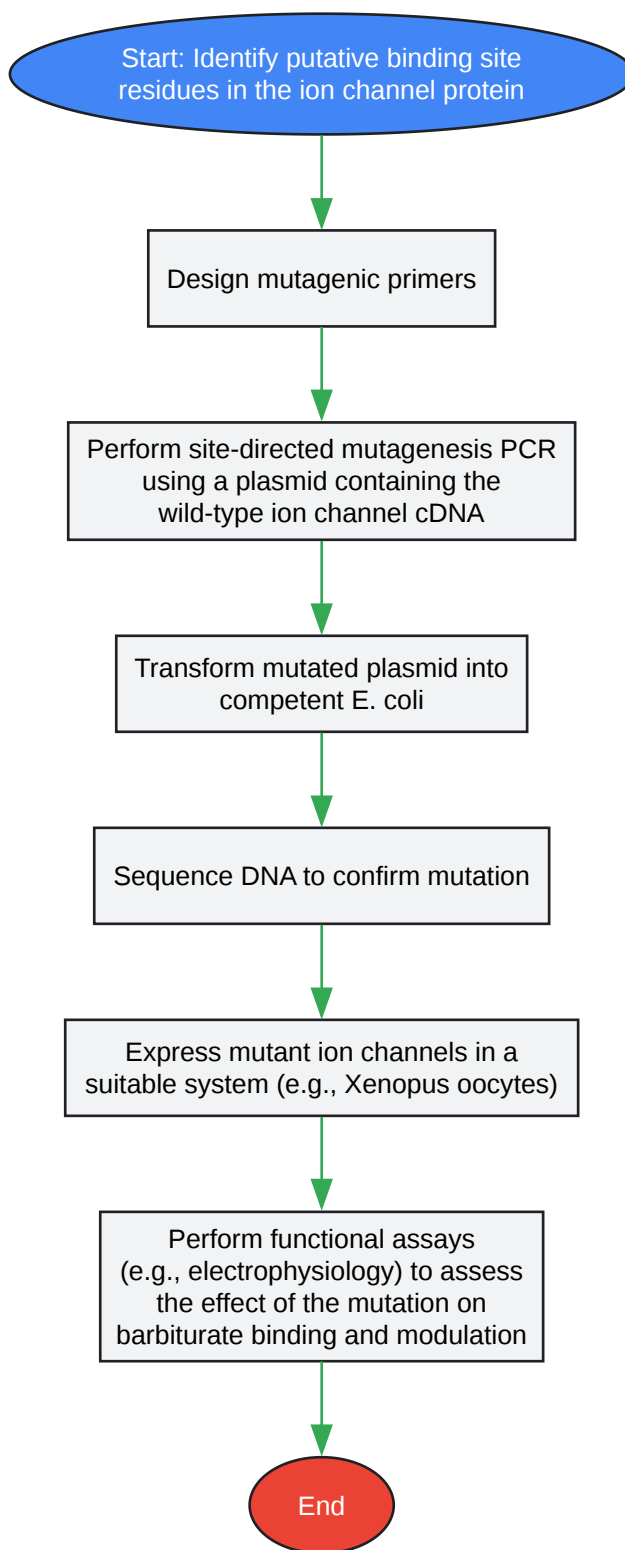 Start: Identify putative binding site
residues in the ion channel protein
Design mutagenic primers
Perform site-directed mutagenesis PCR
using a plasmid containing the
wild-type ion channel cDNA
Transform mutated plasmid into
competent E. coli
Sequence DNA to confirm mutation
Express mutant ion channels in a
suitable system (e.g., Xenopus oocytes)
Perform functional assays
(e.g., electrophysiology) to assess
the effect of the mutation on
barbiturate binding and modulation
End